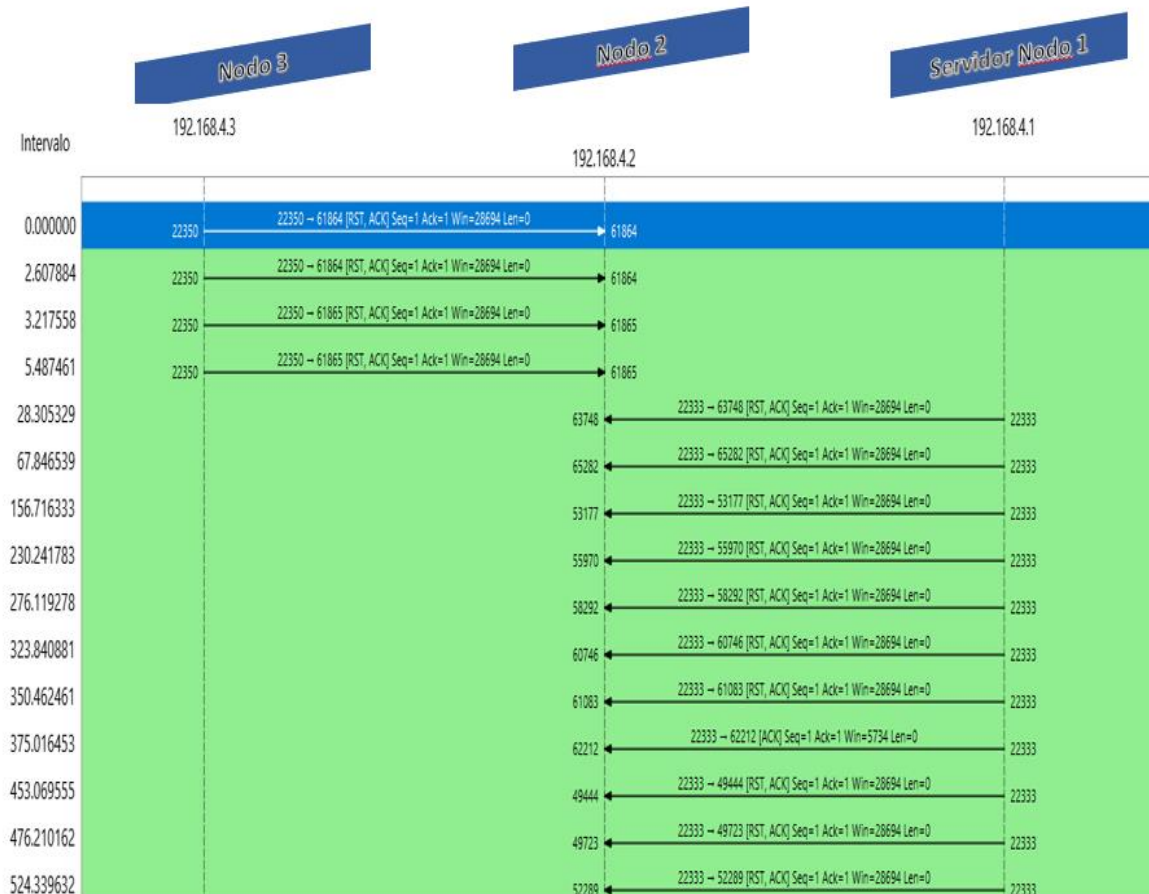 Nodo 3
Nodo 2
Servidor Nodo 1
Intervalo
192.168.4.3
192.168.4.2
192.168.4.1
0.000000
22350
22350 → 61864 [RST, ACK] Seq=1 Ack=1 Win=28694 Len=0
61864
2.607884
22350
22350 → 61864 [RST, ACK] Seq=1 Ack=1 Win=28694 Len=0
61864
3.217558
22350
22350 → 61865 [RST, ACK] Seq=1 Ack=1 Win=28694 Len=0
61865
5.487461
22350
22350 → 61865 [RST, ACK] Seq=1 Ack=1 Win=28694 Len=0
61865
28.305329
63748
22333 → 63748 [RST, ACK] Seq=1 Ack=1 Win=28694 Len=0
22333
67.846539
65282
22333 → 65282 [RST, ACK] Seq=1 Ack=1 Win=28694 Len=0
22333
156.716333
53177
22333 → 53177 [RST, ACK] Seq=1 Ack=1 Win=28694 Len=0
22333
230.241783
55970
22333 → 55970 [RST, ACK] Seq=1 Ack=1 Win=28694 Len=0
22333
276.119278
58292
22333 → 58292 [RST, ACK] Seq=1 Ack=1 Win=28694 Len=0
22333
323.840881
60746
22333 → 60746 [RST, ACK] Seq=1 Ack=1 Win=28694 Len=0
22333
350.462461
61083
22333 → 61083 [RST, ACK] Seq=1 Ack=1 Win=28694 Len=0
22333
375.016453
62212
22333 → 62212 [ACK] Seq=1 Ack=1 Win=5734 Len=0
22333
453.069555
49444
22333 → 49444 [RST, ACK] Seq=1 Ack=1 Win=28694 Len=0
22333
476.210162
49723
22333 → 49723 [RST, ACK] Seq=1 Ack=1 Win=28694 Len=0
22333
524.339632
52289
22333 → 52289 [RST, ACK] Seq=1 Ack=1 Win=28694 Len=0
22333